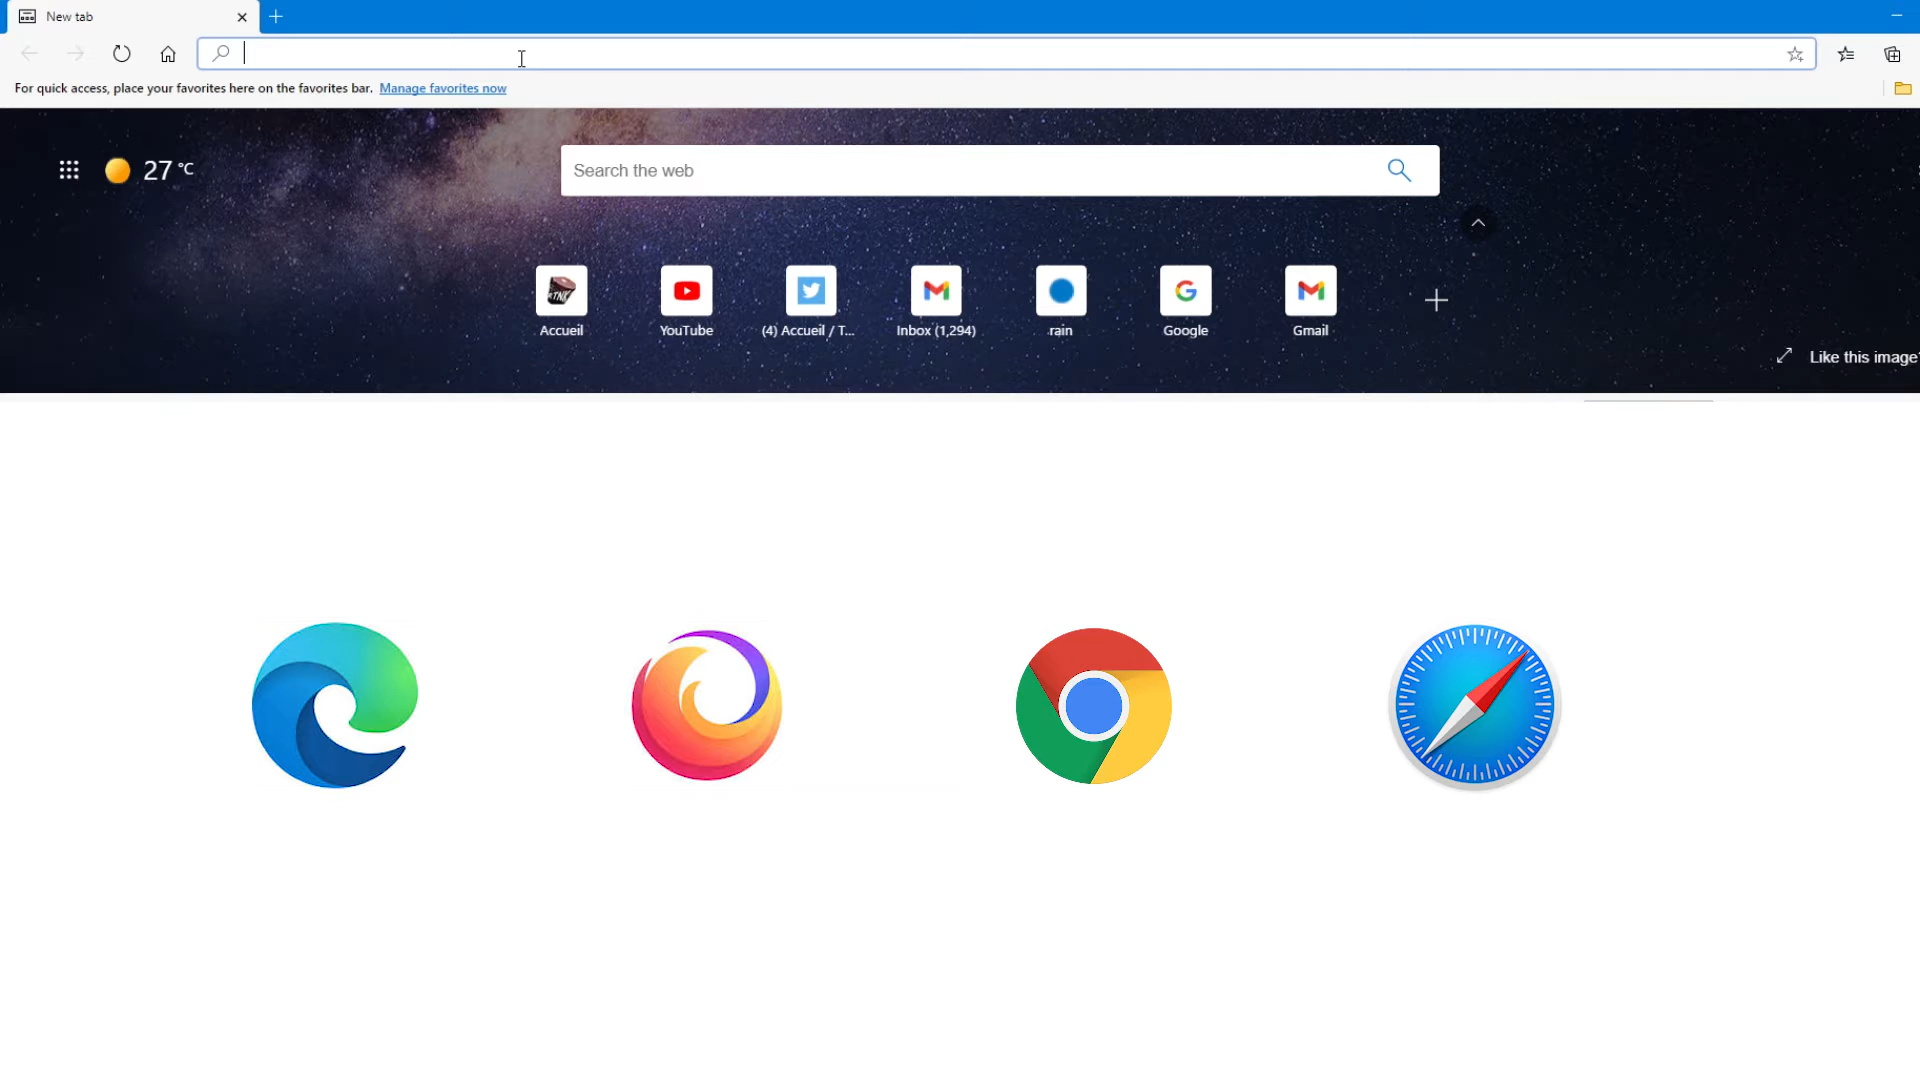 New tab
For quick access, place your favorites here on the favorites bar. Manage favorites now
27 °C
Search the web
Accueil
YouTube
(4) Accueil / T...
Inbox (1,294)
rain
Google
Gmail
Like this image?